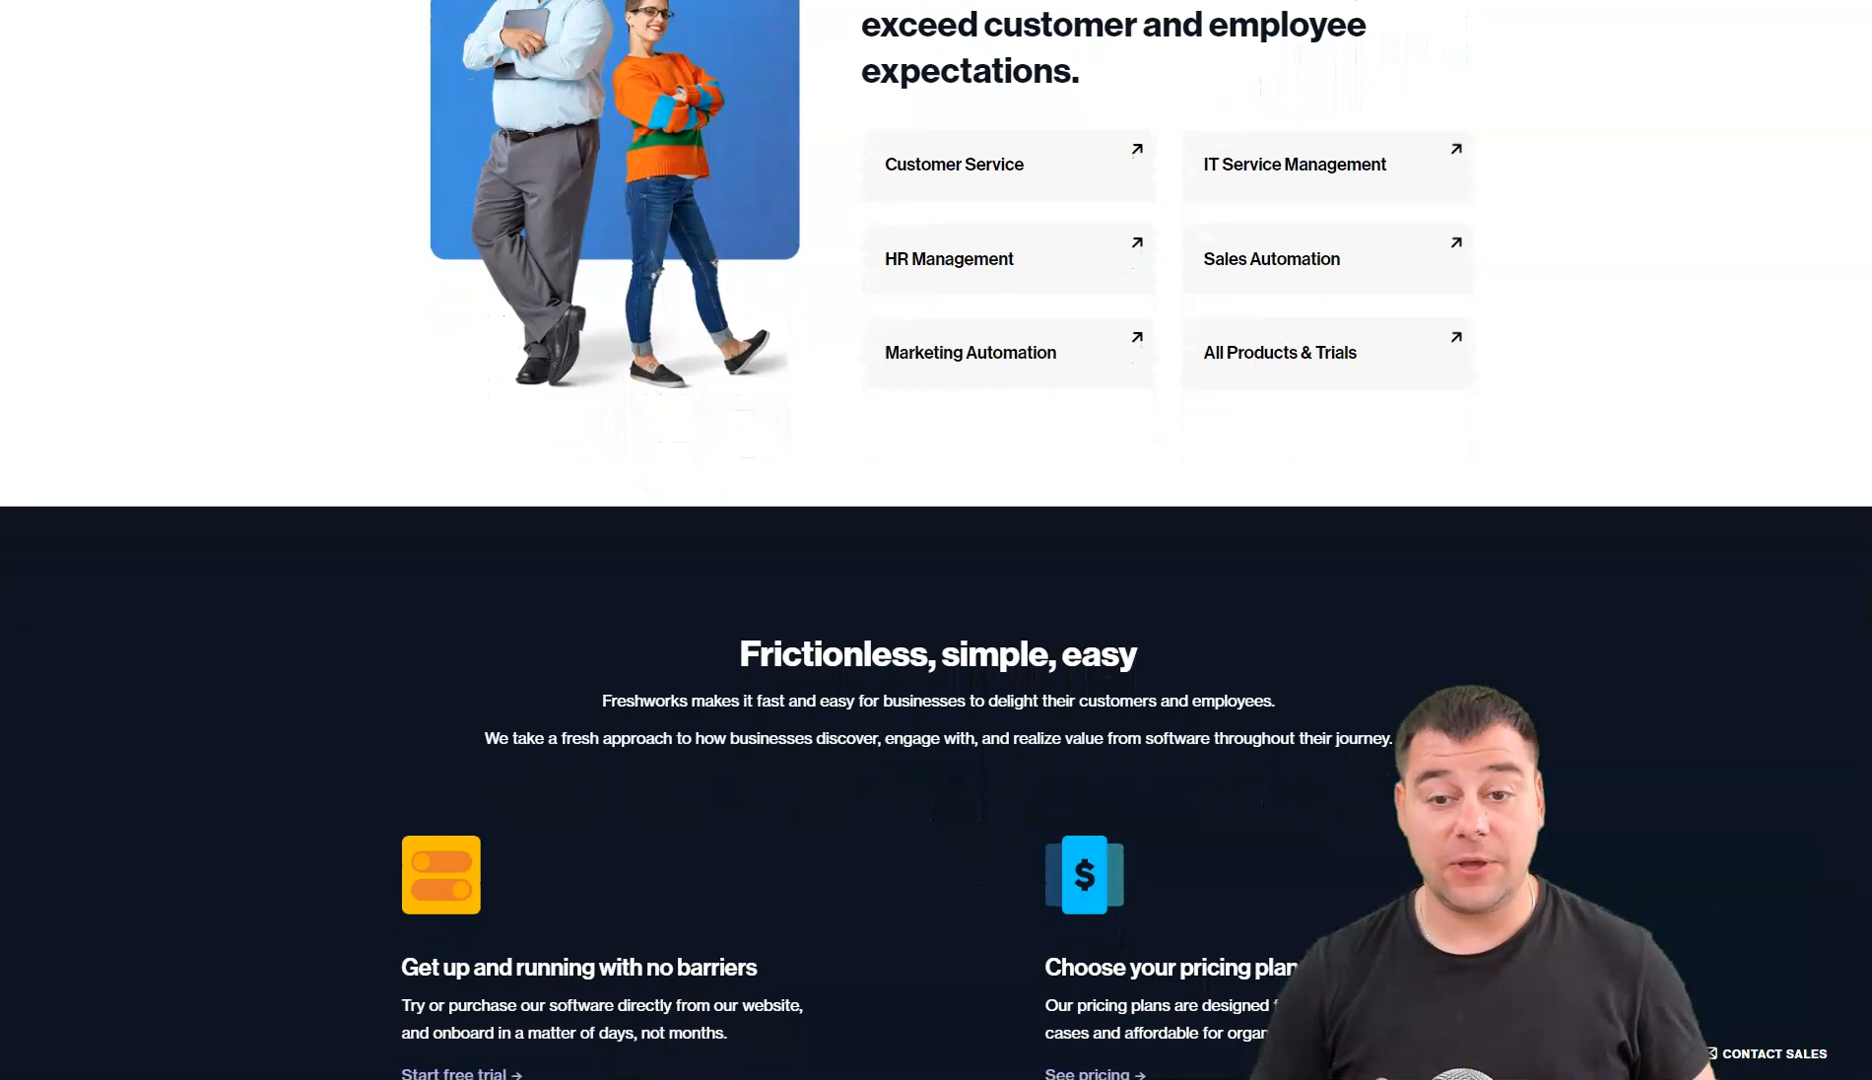 exceed customer and employee
expectations.
Customer Service
IT Service Management
HR Management
Sales Automation
Marketing Automation
All Products & Trials
Frictionless, simple, easy
Freshworks makes it fast and easy for businesses to delight their customers and employees.
We take a fresh approach to how businesses discover, engage with, and realize value from software throughout their journey.
Get up and running with no barriers
Try or purchase our software directly from our website,
and onboard in a matter of days, not months.
Start free trial →
Choose your pricing plan
Our pricing plans are designed
cases and affordable for
See pricing →
CONTACT SALES